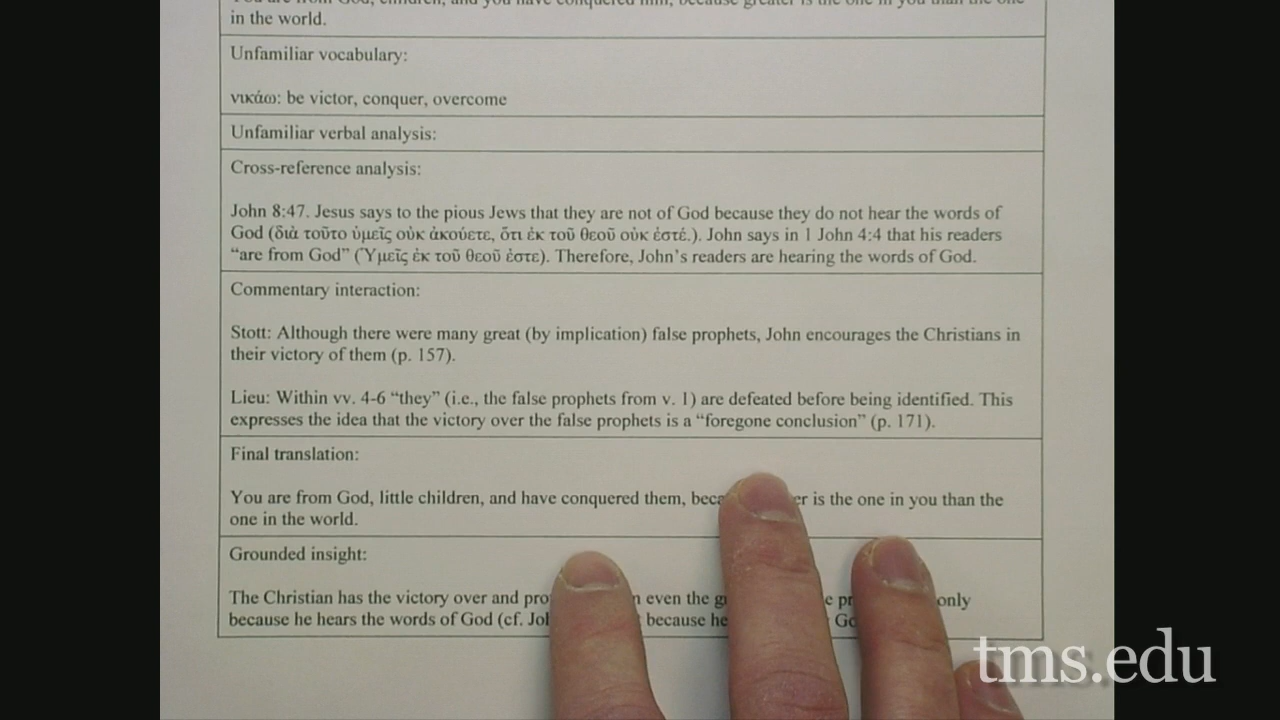 in the world.
Unfamiliar vocabulary:
νικάω: be victor, conquer, overcome
Unfamiliar verbal analysis:
Cross-reference analysis:
John 8:47. Jesus says to the pious Jews that they are not of God because they do not hear the words of
God (διὰ τοῦτο ὑμεῖς οὐκ ἀκούετε, ὅτι ἐκ τοῦ θεοῦ οὐκ ἐστέ.). John says in 1 John 4:4 that his readers
“are from God” (Ὑμεῖς ἐκ τοῦ θεοῦ ἐστε). Therefore, John’s readers are hearing the words of God.
Commentary interaction:
Stott: Although there were many great (by implication) false prophets, John encourages the Christians in
their victory of them (p. 157).
Lieu: Within vv. 4-6 “they” (i.e., the false prophets from v. 1) are defeated before being identified. This
expresses the idea that the victory over the false prophets is a “foregone conclusion” (p. 171).
Final translation:
You are from God, little children, and have conquered them, is the one in you than the
one in the world.
Grounded insight:
The Christian has the victory over and even the only
because he hears the words of God (cf. because he
tms.edu